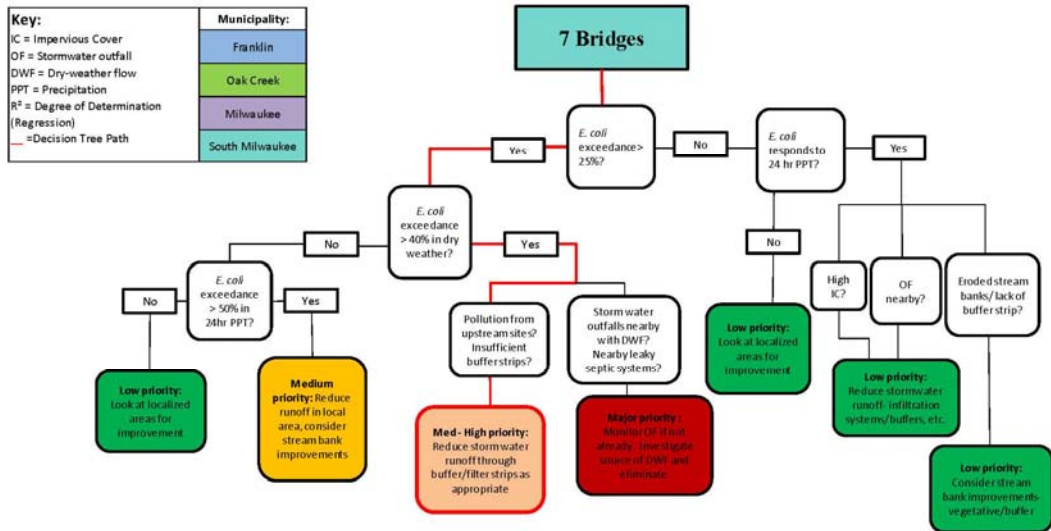 Key:
IC = Impervious Cover
OF = Stormwater outfall
DWF = Dry-weather flow
PPT = Precipitation
R² = Degree of Determination
(Regression)
__ =Decision Tree Path
Municipality:
Franklin
Oak Creek
Milwaukee
South Milwaukee
7 Bridges
E. coli
exceedance>
25%?
Yes
No
E. coli
responds to
24 hr PPT?
Yes
No
E. coli
exceedance
> 40% in dry
weather?
No
Yes
E. coli
exceedance
> 50% in
24hr PPT?
No
Yes
Pollution from
upstream sites?
Insufficient
buffer strips?
Storm water
outfalls nearby
with DWF?
Nearby leaky
septic systems?
High
IC?
OF
nearby?
Eroded stream
banks/ lack of
buffer strip?
Low priority:
Look at localized
areas for
improvement
Medium
priority: Reduce
runoff in local
area, consider
stream bank
improvements
Med - High priority:
Reduce storm water
runoff through
buffer/filter strips as
appropriate
Major priority :
Monitor OF if not
already. Investigate
source of DWF and
eliminate
Low priority:
Look at localized
areas for
improvement
Low priority:
Reduce stormwater
runoff- infiltration
systems/buffers, etc.
Low priority:
Consider stream
bank improvements-
vegetative/buffer